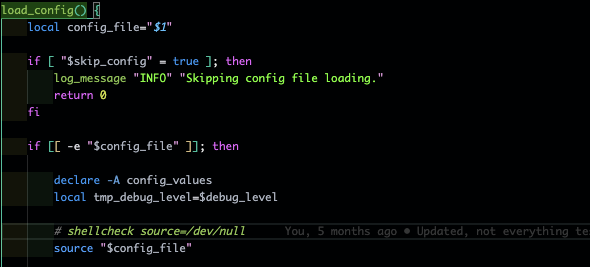 load_config() {
local config_file="$1"
if [ "$skip_config" = true ]; then
log_message "INFO" "Skipping config file loading."
return 0
fi
if [[ -e "$config_file" ]]; then
declare -A config_values
local tmp_debug_level=$debug_level
# shellcheck source=/dev/null You, 5 months ago • Updated, not everything te
source "$config_file"